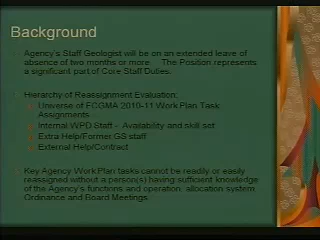 Background
Agency's Staff Geologist will be on an extended leave of
absence of two months or more. The Position represents
a significant part of Core Staff Duties.
Hierarchy of Reassignment Evaluation:
Universe of FCGMA 2010-11 Work Plan Task
Assignments
Internal WPD Staff - Availability and skill set
Extra Help/Former GS staff
External Help/Contract
Key Agency Work Plan tasks cannot be readily or easily
reassigned without a person(s) having sufficient knowledge
of the Agency's functions and operation, allocation system,
Ordinance and Board Meetings.